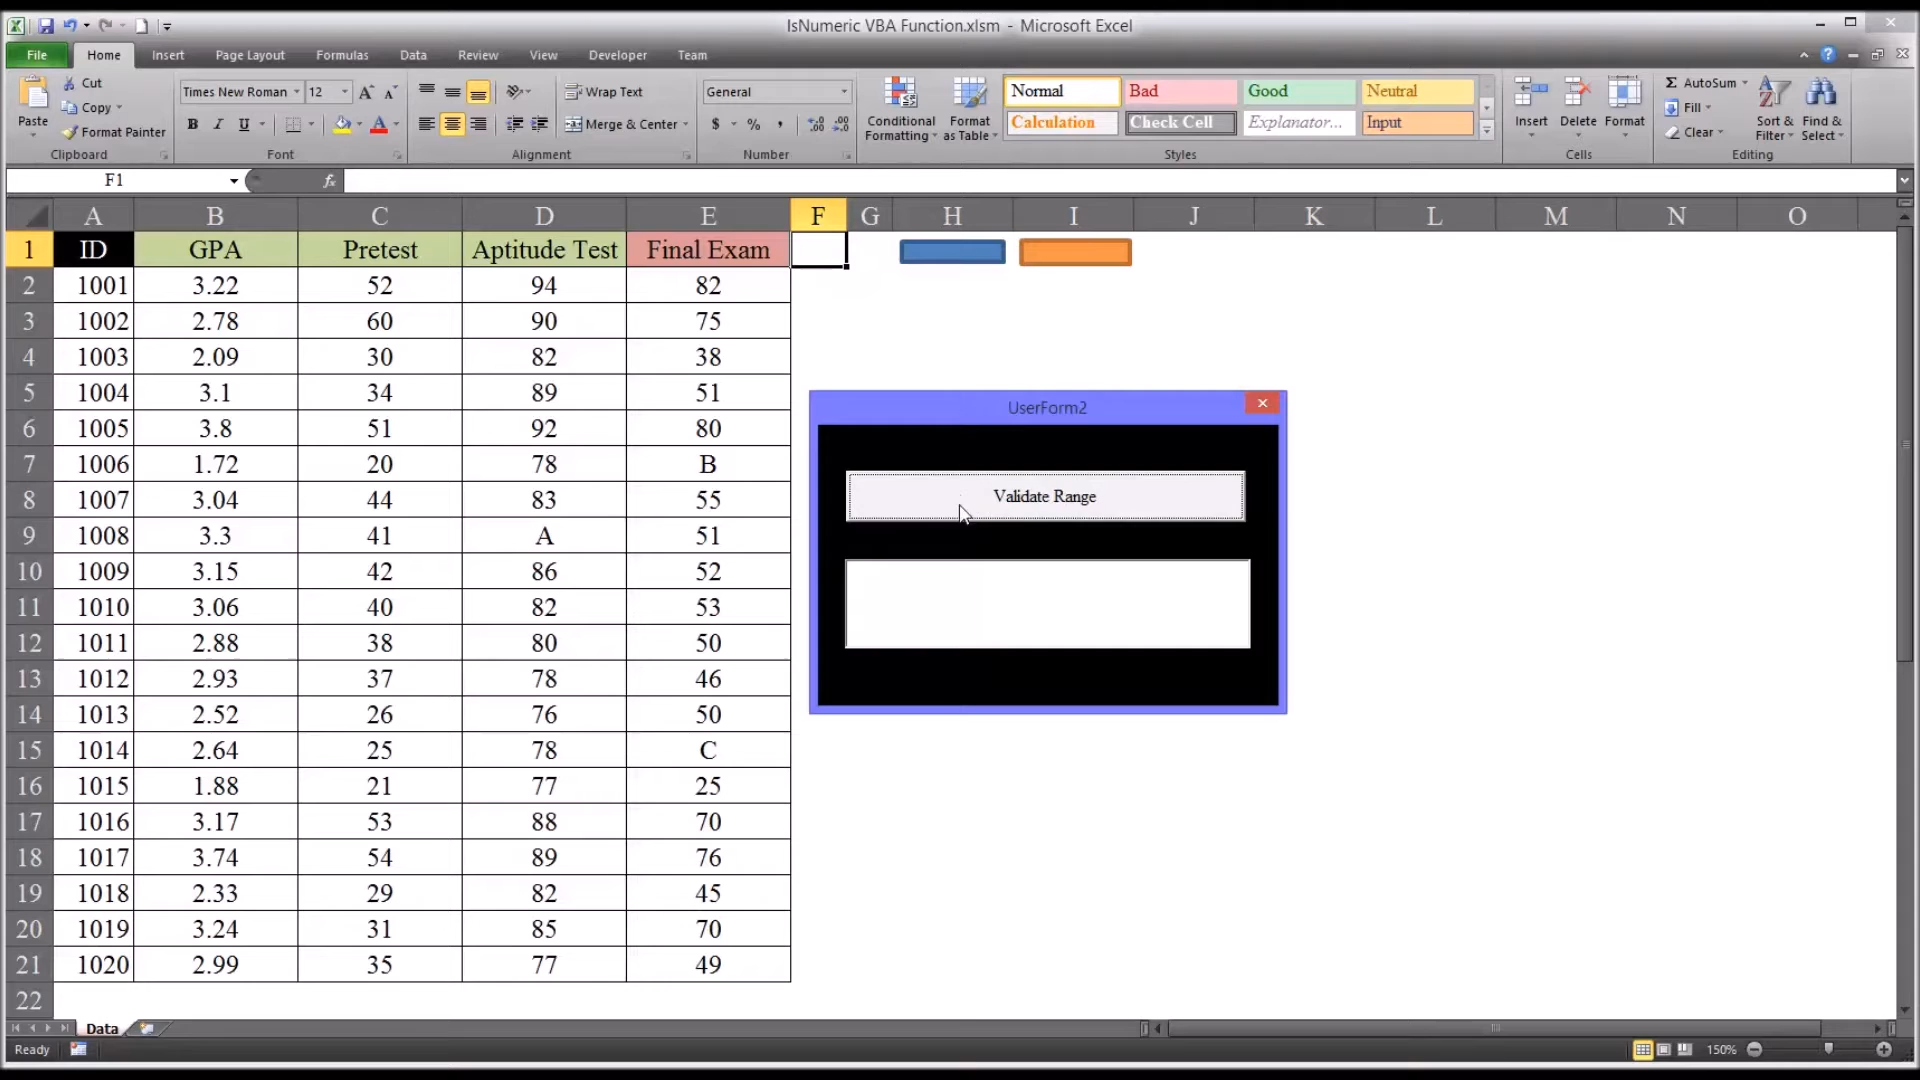 IsNumeric VBA Function.xlsm - Microsoft Excel
File Home Insert Page Layout Formulas Data Review View Developer Team
Paste
Cut
Copy
Format Painter
Clipboard
Times New Roman 12
B I U
Font
Wrap Text
Merge & Center
Alignment
General
$ % ,
Number
Conditional Formatting
Format as Table
Normal Bad Good Neutral
Calculation Check Cell Explanator... Input
Styles
Insert Delete Format
Cells
Σ AutoSum
Fill
Clear
Sort & Filter
Find & Select
Editing
F1 fx
A B C D E F G H I J K L M N O
1 ID GPA Pretest Aptitude Test Final Exam
2 1001 3.22 52 94 82
3 1002 2.78 60 90 75
4 1003 2.09 30 82 38
5 1004 3.1 34 89 51
6 1005 3.8 51 92 80
7 1006 1.72 20 78 B
8 1007 3.04 44 83 55
9 1008 3.3 41 A 51
10 1009 3.15 42 86 52
11 1010 3.06 40 82 53
12 1011 2.88 38 80 50
13 1012 2.93 37 78 46
14 1013 2.52 26 76 50
15 1014 2.64 25 78 C
16 1015 1.88 21 77 25
17 1016 3.17 53 88 70
18 1017 3.74 54 89 76
19 1018 2.33 29 82 45
20 1019 3.24 31 85 70
21 1020 2.99 35 77 49
22
UserForm2
Validate Range
Data
Ready
150%